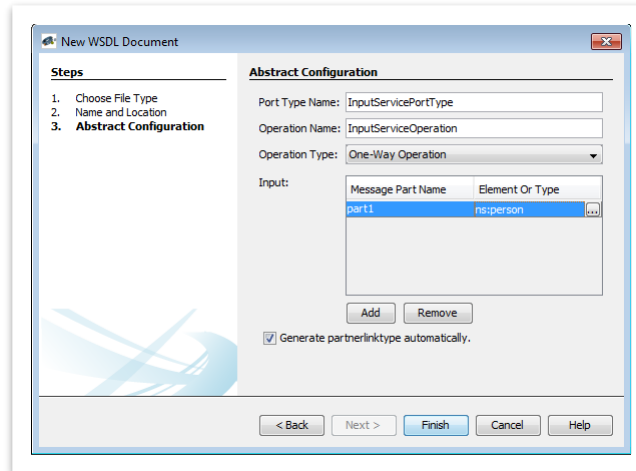 New WSDL Document
Steps
1. Choose File Type
2. Name and Location
3. Abstract Configuration
Abstract Configuration
Port Type Name: InputServicePortType
Operation Name: InputServiceOperation
Operation Type: One-Way Operation
Input:
Message Part Name Element Or Type
part1 ns:person ...
Add Remove
Generate partnerlinktype automatically.
< Back Next > Finish Cancel Help